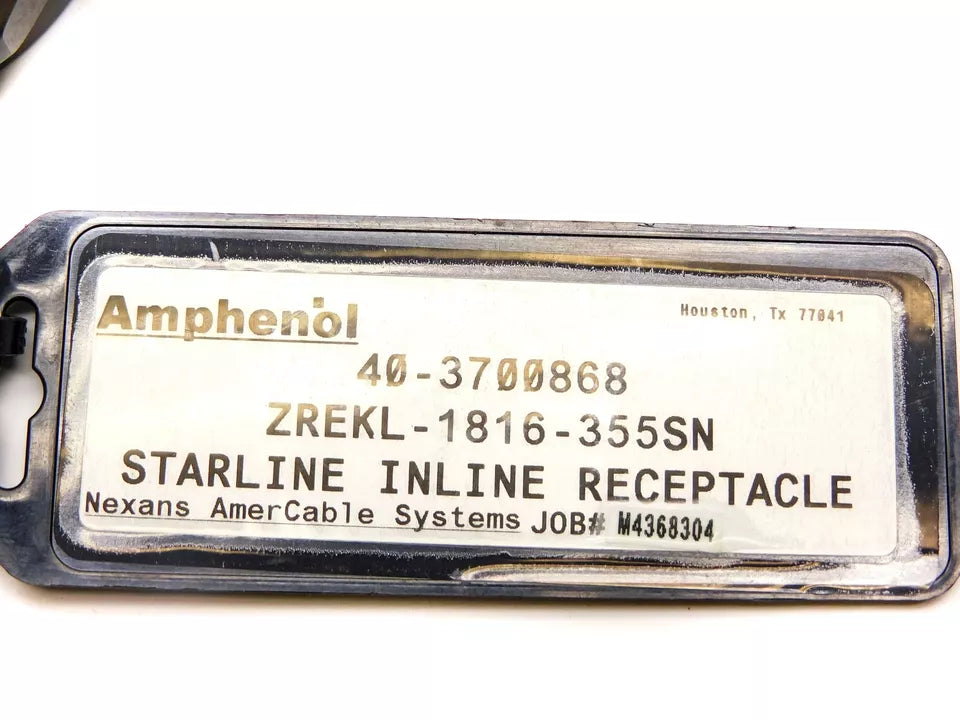 Amphenol
Houston, Tx 77041
40-3700868
ZREKL-1816-355SN
STARLINE INLINE RECEPTACLE
Nexans AmerCable Systems JOB# M4368304